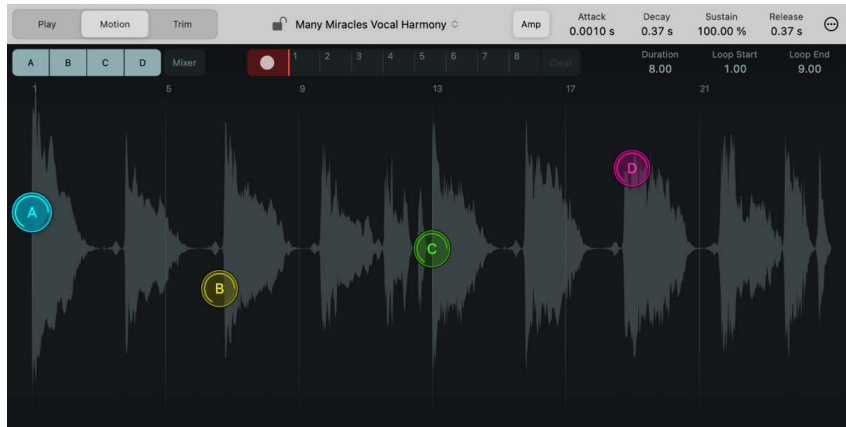 Play Motion Trim Many Miracles Vocal Harmony Amp Attack Decay Sustain Release
0.0010 s 0.37 s 100.00 % 0.37 s
A B C D Mixer 1 2 3 4 5 6 7 8 Clear Duration Loop Start Loop End
8.00 1.00 9.00
1 5 9 13 17 21
D
A
C
B